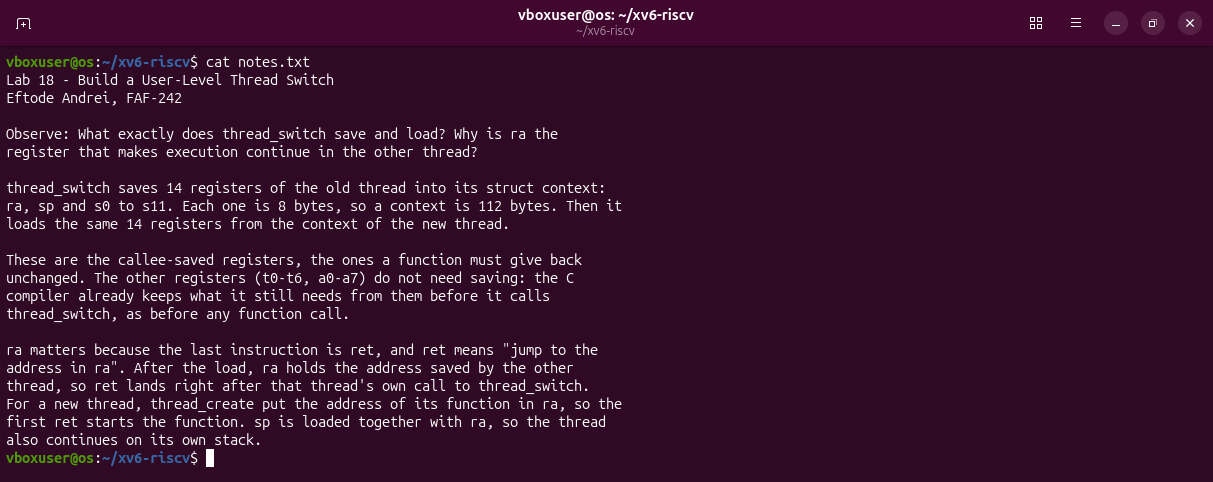 vboxuser@os: ~/xv6-riscv
~/xv6-riscv
vboxuser@os:~/xv6-riscv$ cat notes.txt
Lab 18 - Build a User-Level Thread Switch
Eftode Andrei, FAF-242
Observe: What exactly does thread_switch save and load? Why is ra the
register that makes execution continue in the other thread?
thread_switch saves 14 registers of the old thread into its struct context:
ra, sp and s0 to s11. Each one is 8 bytes, so a context is 112 bytes. Then it
loads the same 14 registers from the context of the new thread.
These are the callee-saved registers, the ones a function must give back
unchanged. The other registers (t0-t6, a0-a7) do not need saving: the C
compiler already keeps what it still needs from them before it calls
thread_switch, as before any function call.
ra matters because the last instruction is ret, and ret means "jump to the
address in ra". After the load, ra holds the address saved by the other
thread, so ret lands right after that thread's own call to thread_switch.
For a new thread, thread_create put the address of its function in ra, so the
first ret starts the function. sp is loaded together with ra, so the thread
also continues on its own stack.
vboxuser@os:~/xv6-riscv$